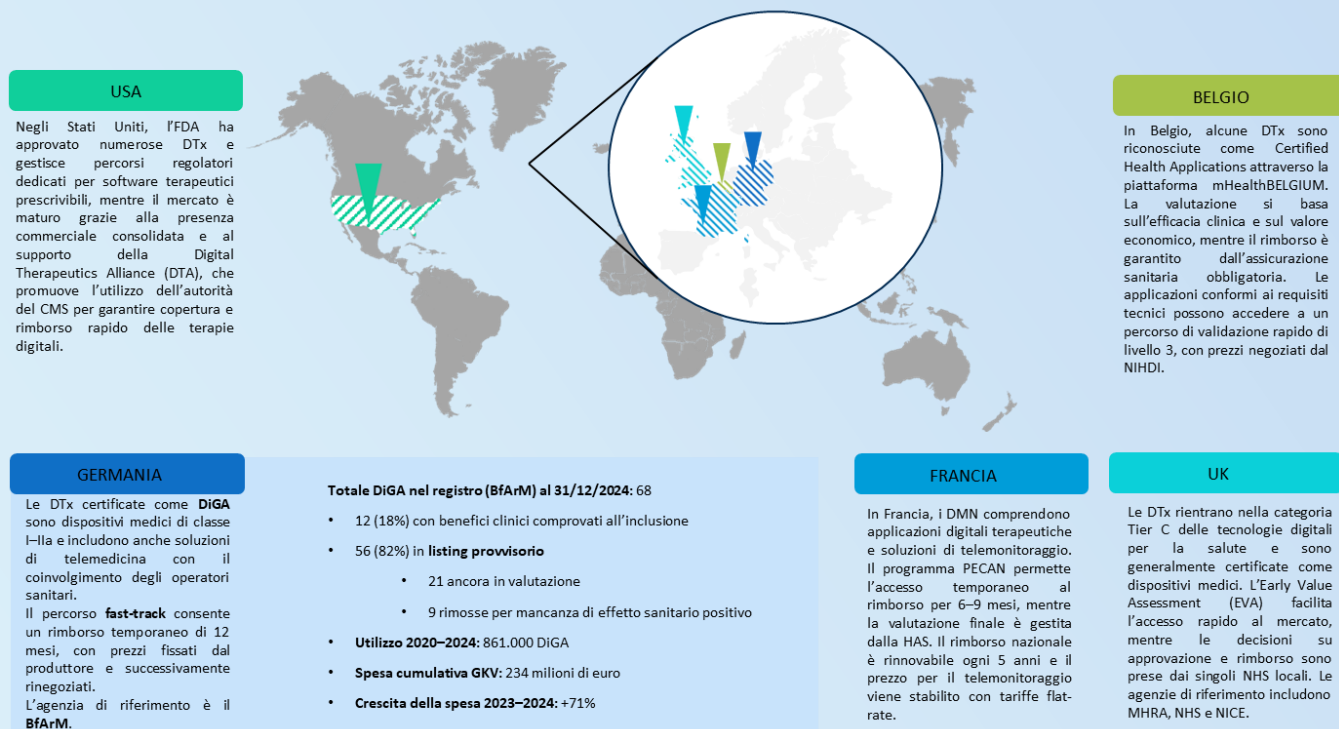 USA
Negli Stati Uniti, l'FDA ha
approvato numerose DTx e
gestisce percorsi regolatori
dedicati per software terapeutici
prescrivibili, mentre il mercato è
maturo grazie alla presenza
commerciale consolidata e al
supporto della Digital
Therapeutics Alliance (DTA), che
promuove l'utilizzo dell'autorità
del CMS per garantire copertura e
rimborso rapido delle terapie
digitali.
BELGIO
In Belgio, alcune DTx sono
riconosciute come Certified
Health Applications attraverso la
piattaforma mHealthBELGIUM.
La valutazione si basa
sull'efficacia clinica e sul valore
economico, mentre il rimborso è
garantito dall'assicurazione
sanitaria obbligatoria. Le
applicazioni conformi ai requisiti
tecnici possono accedere a un
percorso di validazione rapido di
livello 3, con prezzi negoziati dal
NIHDI.
GERMANIA
Le DTx certificate come DiGA
sono dispositivi medici di classe
I–IIa e includono anche soluzioni
di telemedicina con il
coinvolgimento degli operatori
sanitari.
Il percorso fast-track consente
un rimborso temporaneo di 12
mesi, con prezzi fissati dal
produttore e successivamente
rinegoziati.
L'agenzia di riferimento è il
BfArM.
Totale DiGA nel registro (BfArM) al 31/12/2024: 68
• 12 (18%) con benefici clinici comprovati all'inclusione
• 56 (82%) in listing provvisorio
• 21 ancora in valutazione
• 9 rimosse per mancanza di effetto sanitario positivo
• Utilizzo 2020–2024: 861.000 DiGA
• Spesa cumulativa GKV: 234 milioni di euro
• Crescita della spesa 2023–2024: +71%
FRANCIA
In Francia, i DMN comprendono
applicazioni digitali terapeutiche
e soluzioni di telemonitoraggio.
Il programma PECAN permette
l'accesso temporaneo al
rimborso per 6–9 mesi, mentre
la valutazione finale è gestita
dalla HAS. Il rimborso nazionale
è rinnovabile ogni 5 anni e il
prezzo per il telemonitoraggio
viene stabilito con tariffe flat-
rate.
UK
Le DTx rientrano nella categoria
Tier C delle tecnologie digitali
per la salute e sono
generalmente certificate come
dispositivi medici. L'Early Value
Assessment (EVA) facilita
l'accesso rapido al mercato,
mentre le decisioni su
approvazione e rimborso sono
prese dai singoli NHS locali. Le
agenzie di riferimento includono
MHRA, NHS e NICE.